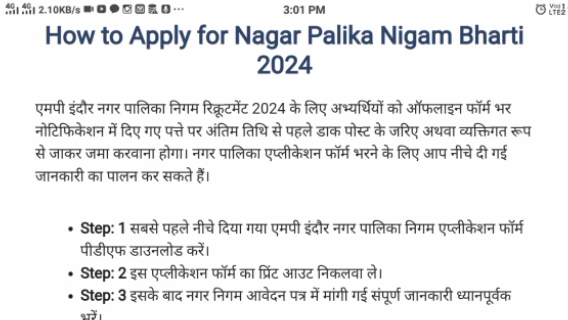 4G 4G 2.10KB/s ··· 3:01 PM LTE2
How to Apply for Nagar Palika Nigam Bharti
2024
एमपी इंदौर नगर पालिका निगम रिक्रूटमेंट 2024 के लिए अभ्यर्थियों को ऑफलाइन फॉर्म भर
नोटिफिकेशन में दिए गए पत्ते पर अंतिम तिथि से पहले डाक पोस्ट के जरिए अथवा व्यक्तिगत रूप
से जाकर जमा करवाना होगा। नगर पालिका एप्लीकेशन फॉर्म भरने के लिए आप नीचे दी गई
जानकारी का पालन कर सकते हैं।
• Step: 1 सबसे पहले नीचे दिया गया एमपी इंदौर नगर पालिका निगम एप्लीकेशन फॉर्म
पीडीएफ डाउनलोड करें।
• Step: 2 इस एप्लीकेशन फॉर्म का प्रिंट आउट निकलवा ले।
• Step: 3 इसके बाद नगर निगम आवेदन पत्र में मांगी गई संपूर्ण जानकारी ध्यानपूर्वक
भरें।